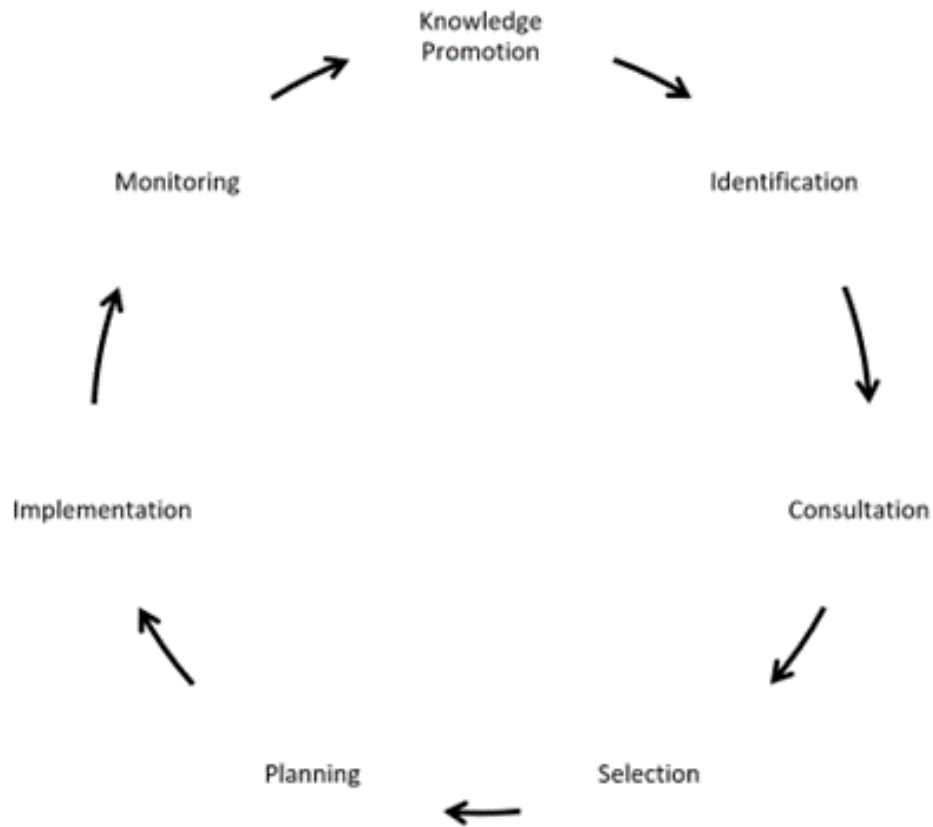 Knowledge
Promotion
Monitoring
Identification
Implementation
Consultation
Planning
Selection